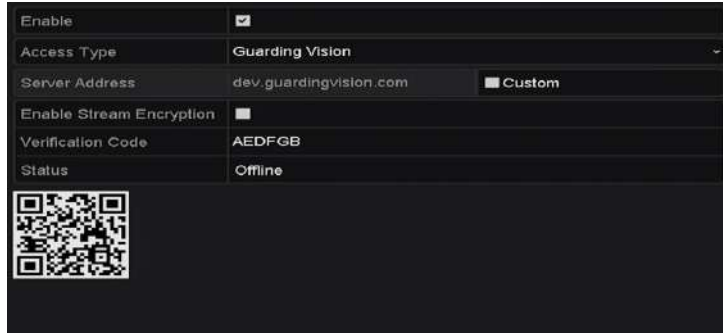 Enable
Access Type Guarding Vision
Server Address dev.guardingvision.com Custom
Enable Stream Encryption
Verification Code AEDFGB
Status Offline